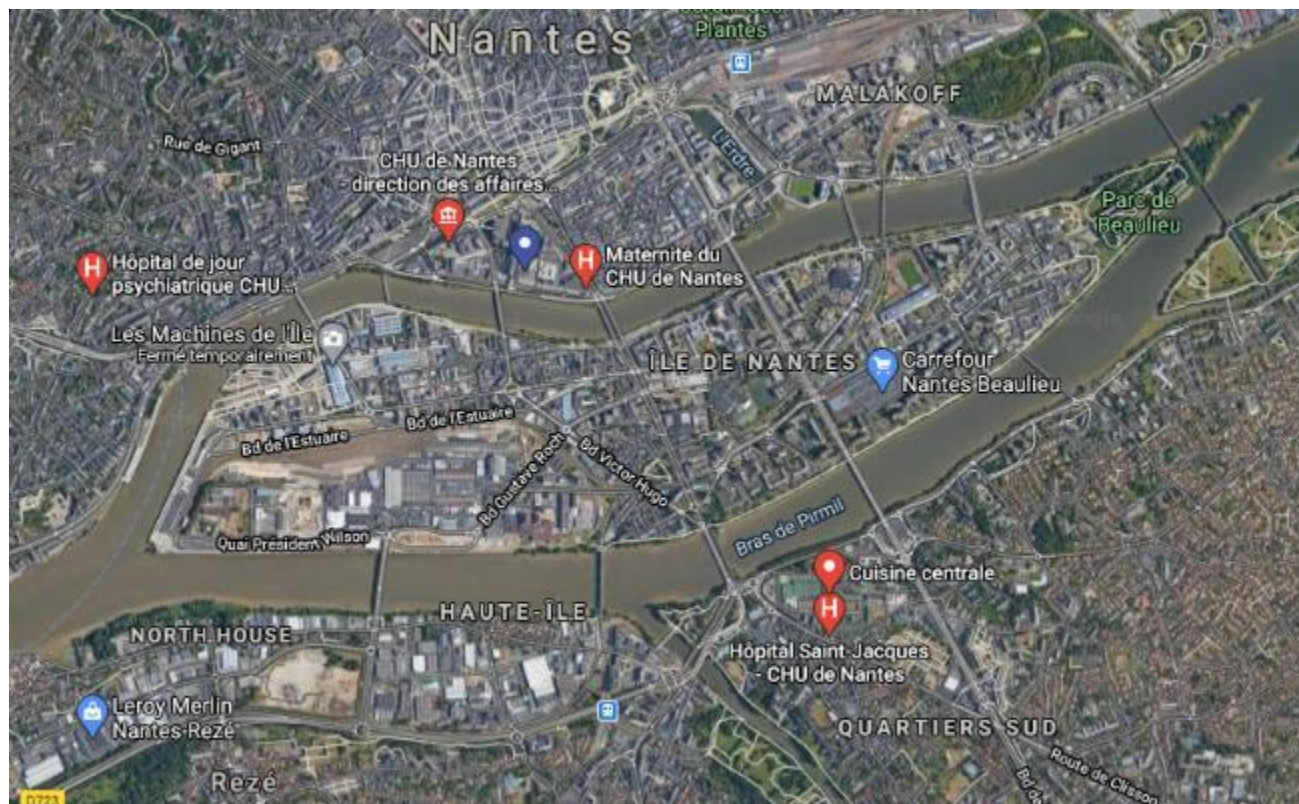 Nantes
Plantes
MALAKOFF
Rue de Gigant
L'Erdre
CHU de Nantes
- direction des affaires...
Parc de
Beaulieu
Hôpital de jour
psychiatrique CHU...
H
H
Maternité du
CHU de Nantes
Les Machines de l'Île
Fermé temporairement
ÎLE DE NANTES
Carrefour
Nantes Beaulieu
Bd de l'Estuaire
Bd de l'Estuaire
Bd Gustave Roch
Bd Victor Hugo
Quai Président Wilson
Bras de Pirmil
Cuisine centrale
H
HAUTE-ÎLE
NORTH HOUSE
Hôpital Saint-Jacques
- CHU de Nantes
Leroy Merlin
Nantes-Rezé
QUARTIERS SUD
Route de Clisson
Rezé
Bd de
D723